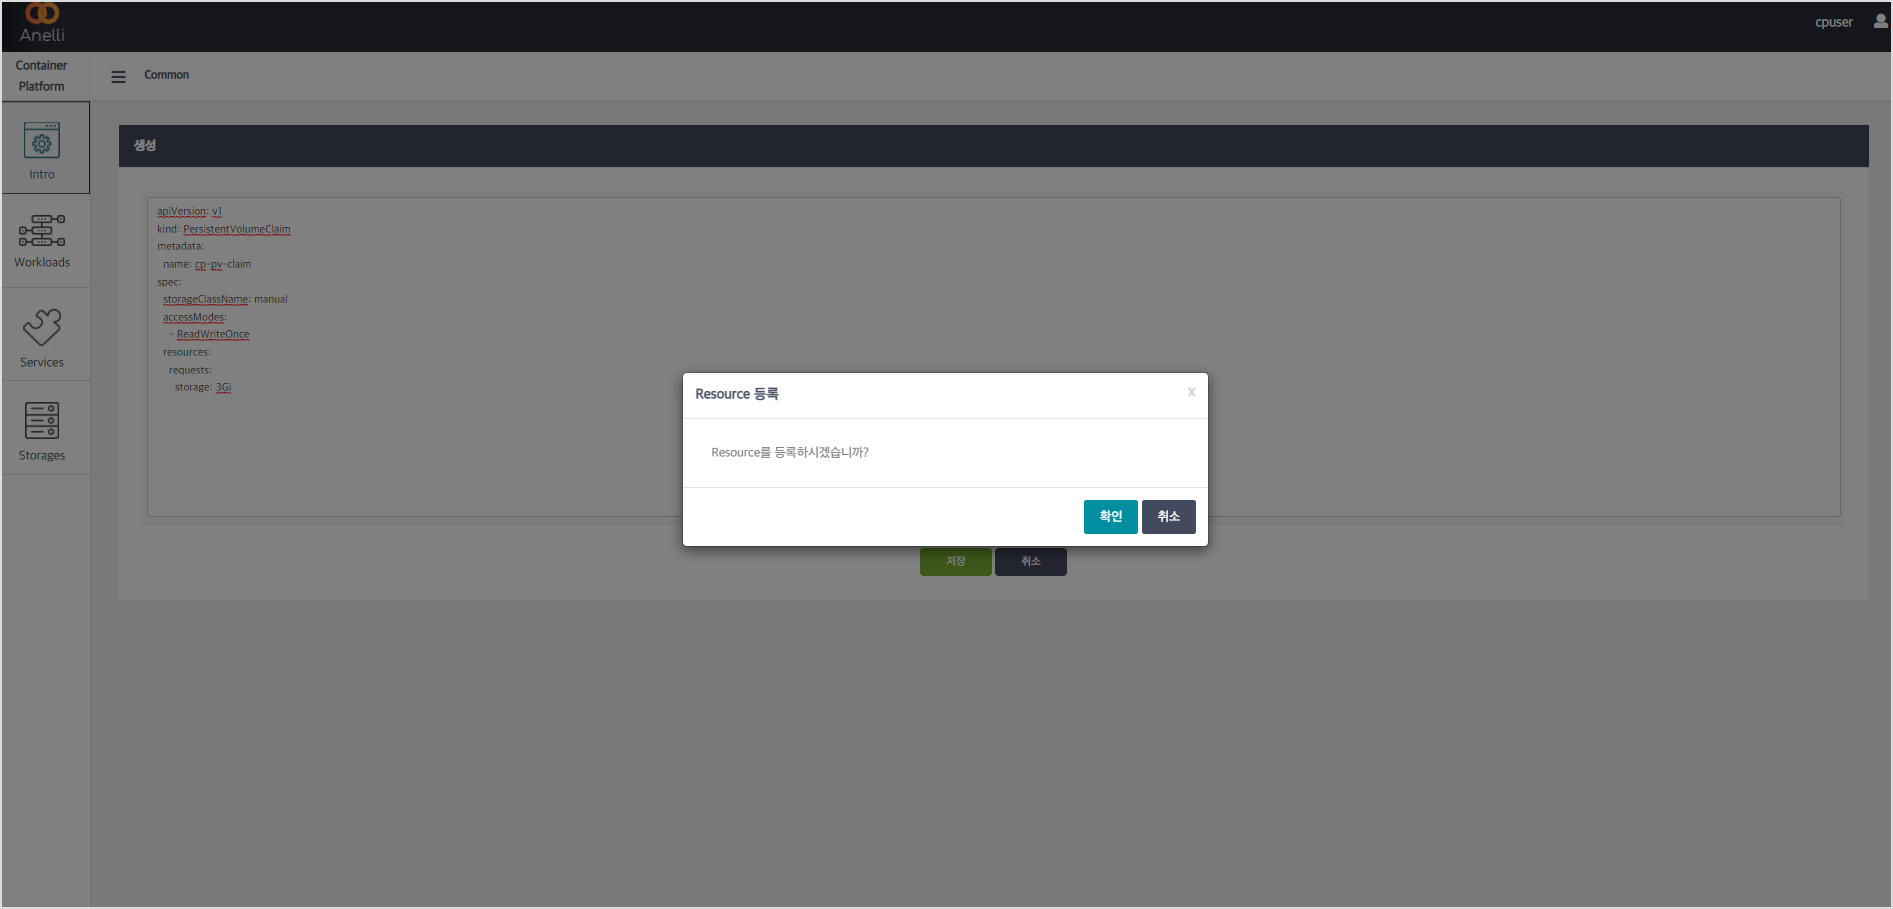 Anelli
cpuser
Container
Platform
Common
Intro
Workloads
Services
Storages
생성
apiVersion: v1
kind: PersistentVolumeClaim
metadata:
  name: cp-pv-claim
spec:
  storageClassName: manual
  accessModes:
    - ReadWriteOnce
  resources:
    requests:
      storage: 3Gi
Resource 등록
x
Resource를 등록하시겠습니까?
확인 취소
저장 취소